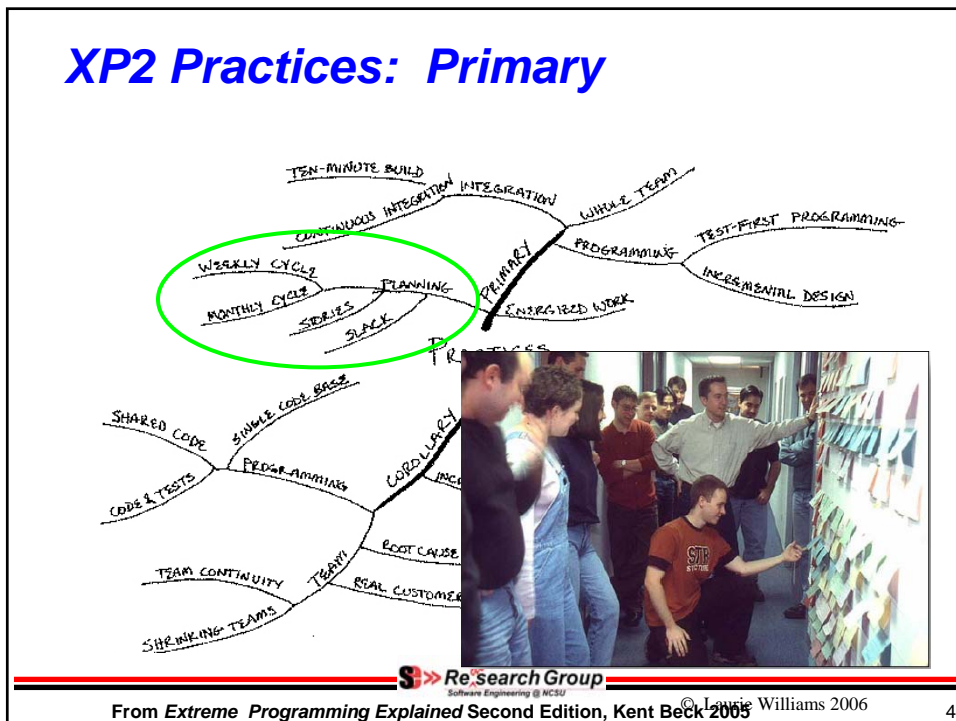 XP2 Practices: Primary
TEN-MINUTE BUILD
CONTINUOUS INTEGRATION
INTEGRATION
WHOLE TEAM
PROGRAMMING
TEST-FIRST PROGRAMMING
INCREMENTAL DESIGN
PRIMARY
ENERGIZED WORK
WEEKLY CYCLE
MONTHLY CYCLE
PLANNING
STORIES
SLACK
PRACTICES
SHARED CODE
SINGLE CODE BASE
CODE & TESTS
PROGRAMMING
COROLLARY
INCR
ROOT CAUSE
TEAM
REAL CUSTOMER
TEAM CONTINUITY
SHRINKING TEAMS
STR
Research Group
Software Engineering @ NCSU
From Extreme Programming Explained Second Edition, Kent Beck 2005
© Laurie Williams 2006
4